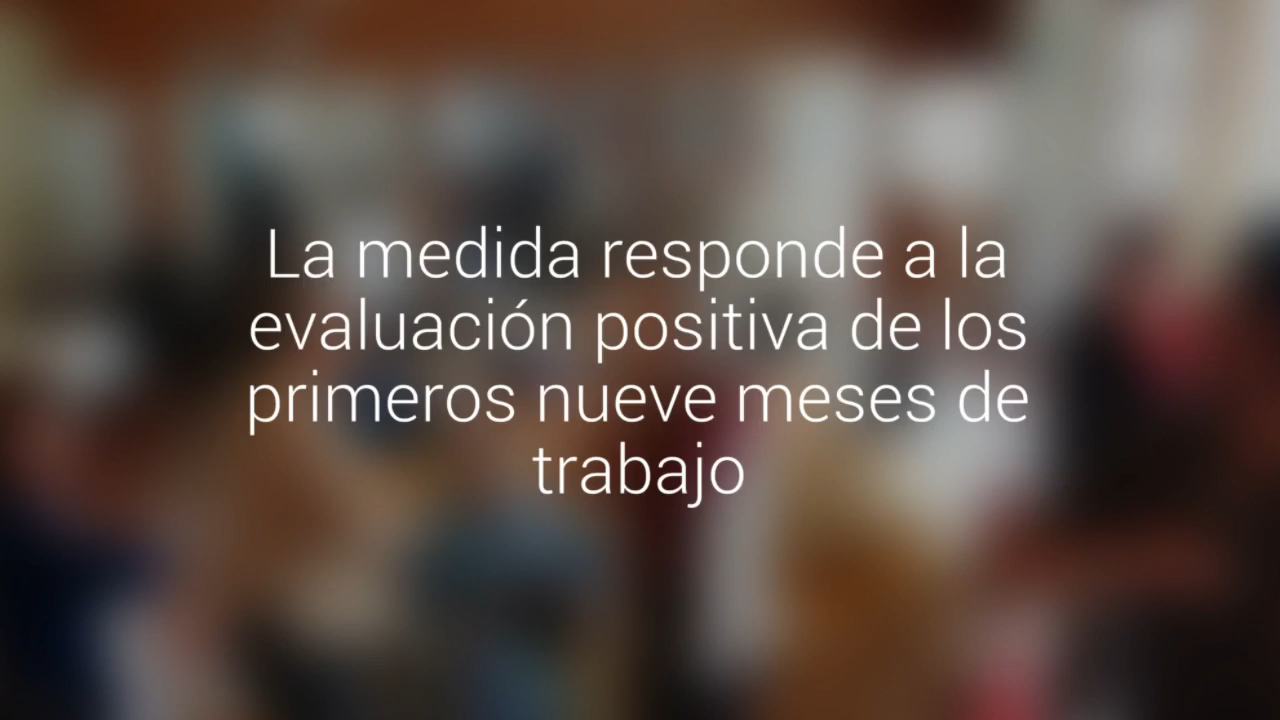 La medida responde a la
evaluación positiva de los
primeros nueve meses de
trabajo